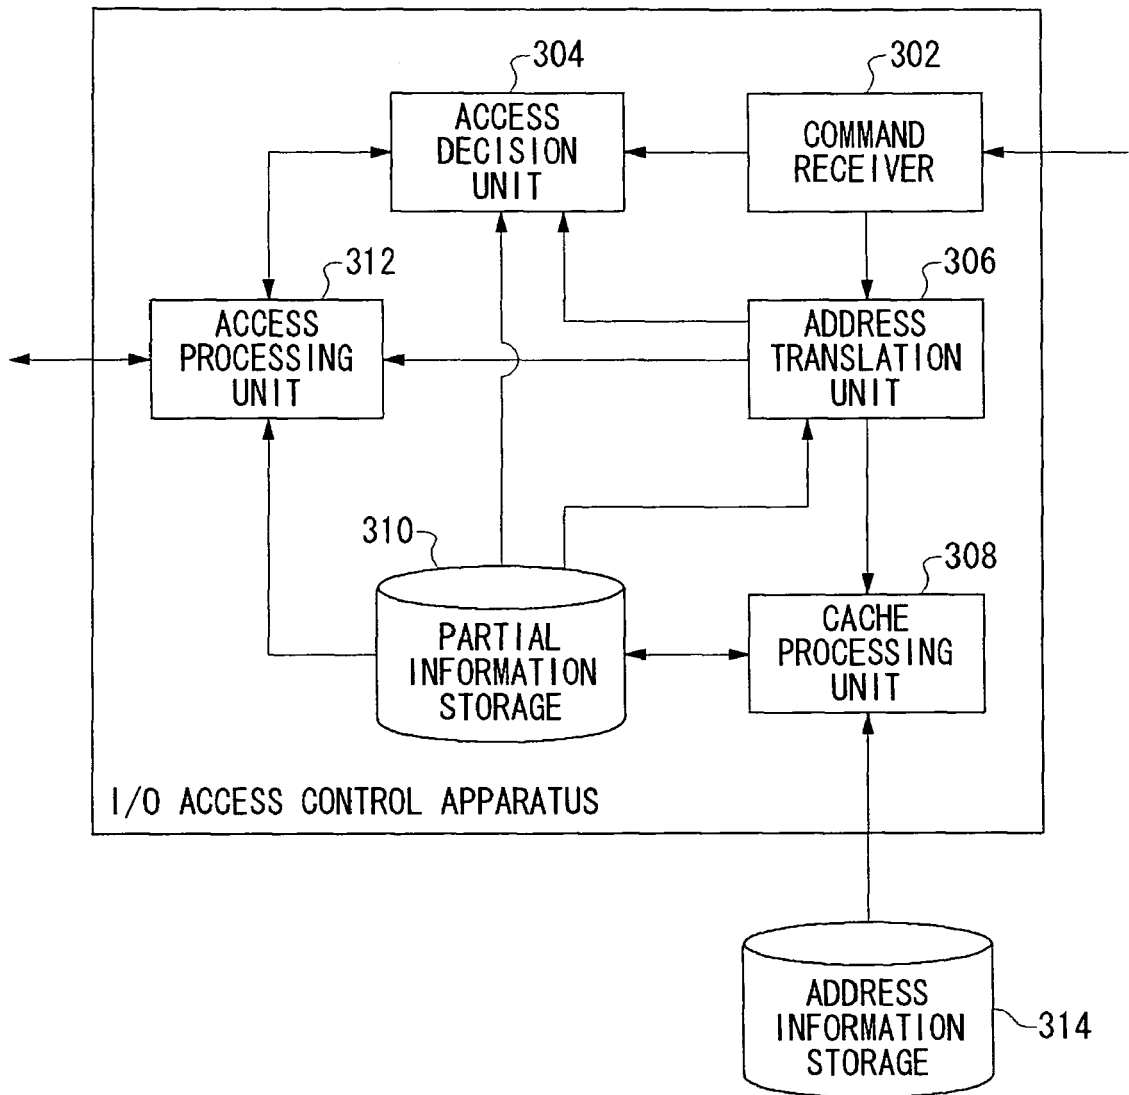 304
ACCESS
DECISION
UNIT
302
COMMAND
RECEIVER
312
ACCESS
PROCESSING
UNIT
306
ADDRESS
TRANSLATION
UNIT
310
PARTIAL
INFORMATION
STORAGE
308
CACHE
PROCESSING
UNIT
I/O ACCESS CONTROL APPARATUS
ADDRESS
INFORMATION
STORAGE
314